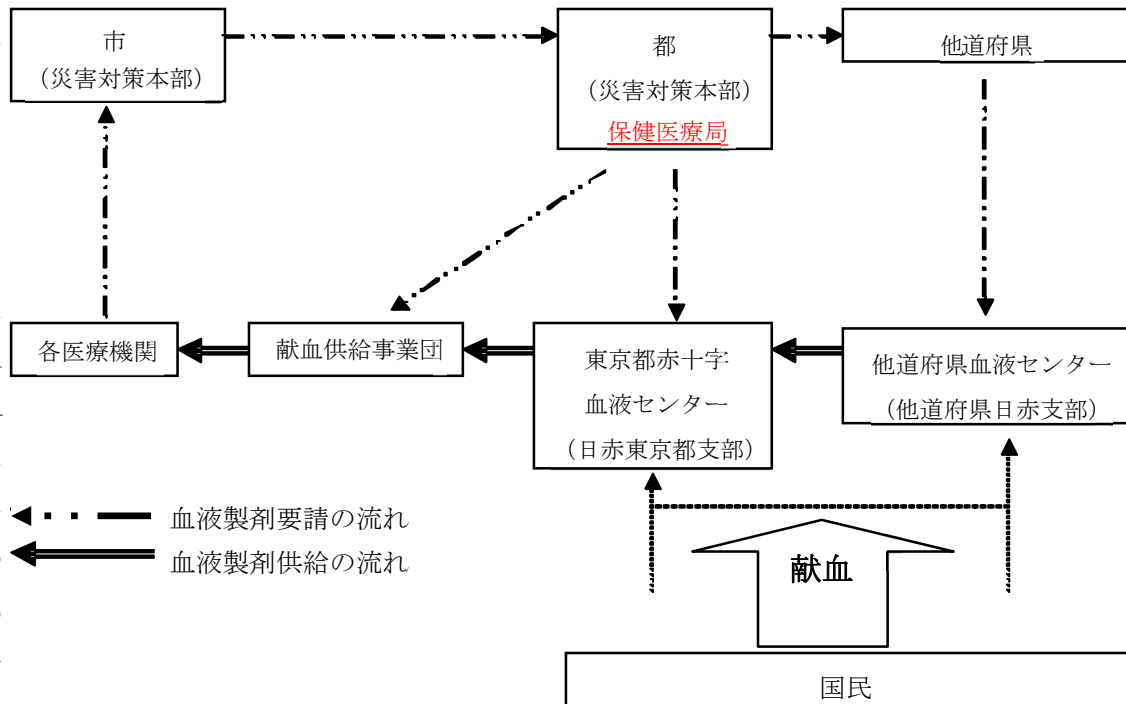 市
（災害対策本部）
都
（災害対策本部）
保健医療局
他道府県
各医療機関
献血供給事業団
東京都赤十字
血液センター
（日赤東京都支部）
他道府県血液センター
（他道府県日赤支部）
血液製剤要請の流れ
血液製剤供給の流れ
献血
国民